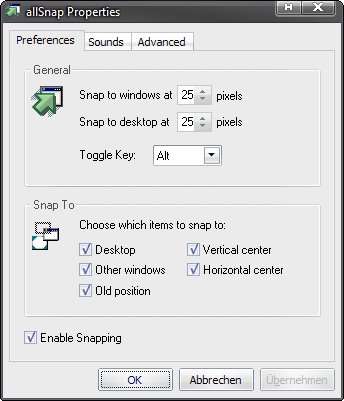 allSnap Properties
Preferences Sounds Advanced
General
Snap to windows at 25 pixels
Snap to desktop at 25 pixels
Toggle Key: Alt
Snap To
Choose which items to snap to:
Desktop Vertical center
Other windows Horizontal center
Old position
Enable Snapping
OK Abbrechen Übernehmen